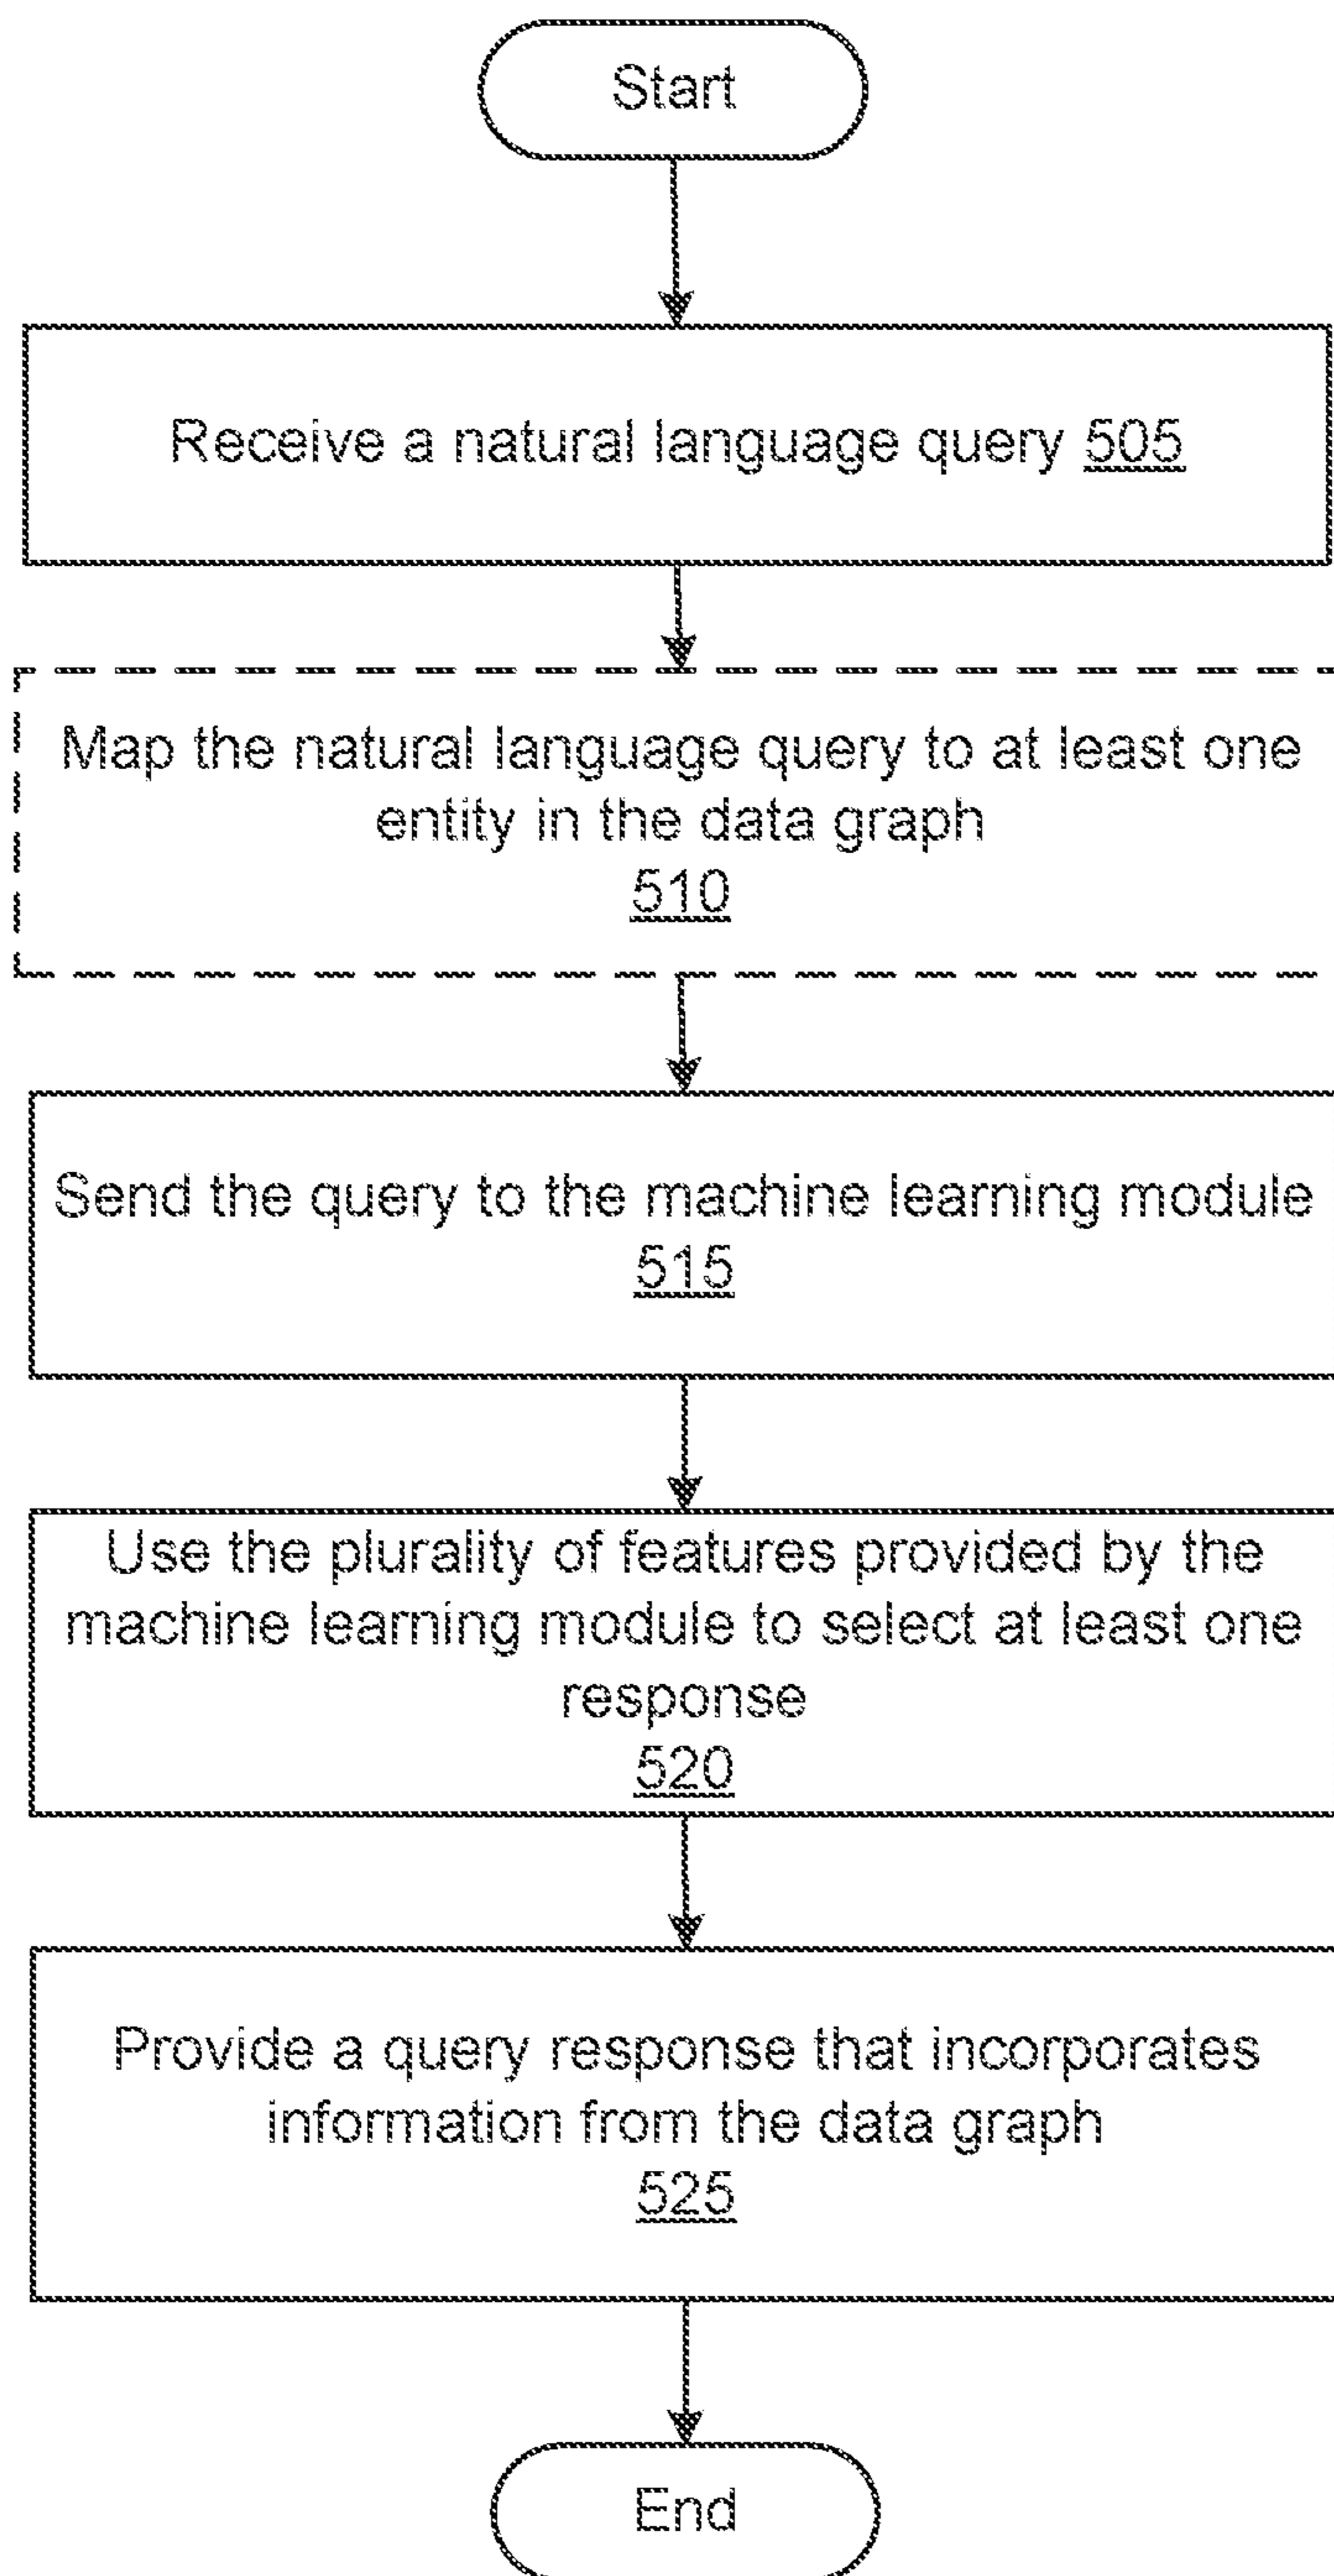 Start
Receive a natural language query 505
Map the natural language query to at least one
entity in the data graph
510
Send the query to the machine learning module
515
Use the plurality of features provided by the
machine learning module to select at least one
response
520
Provide a query response that incorporates
information from the data graph
525
End